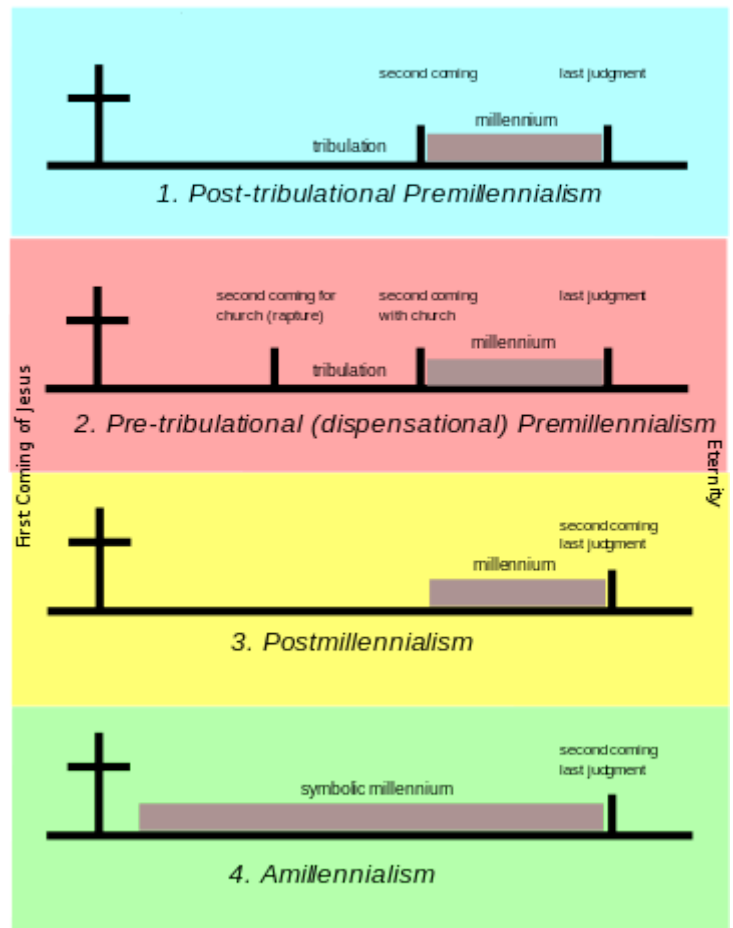 second coming
last judgment
millennium
tribulation
1. Post-tribulational Premillennialism
second coming for
church (rapture)
second coming
with church
last judgment
millennium
tribulation
2. Pre-tribulational (dispensational) Premillennialism
First Coming of Jesus
Eternity
second coming
last judgment
millennium
3. Postmillennialism
second coming
last judgment
symbolic millennium
4. Amillennialism